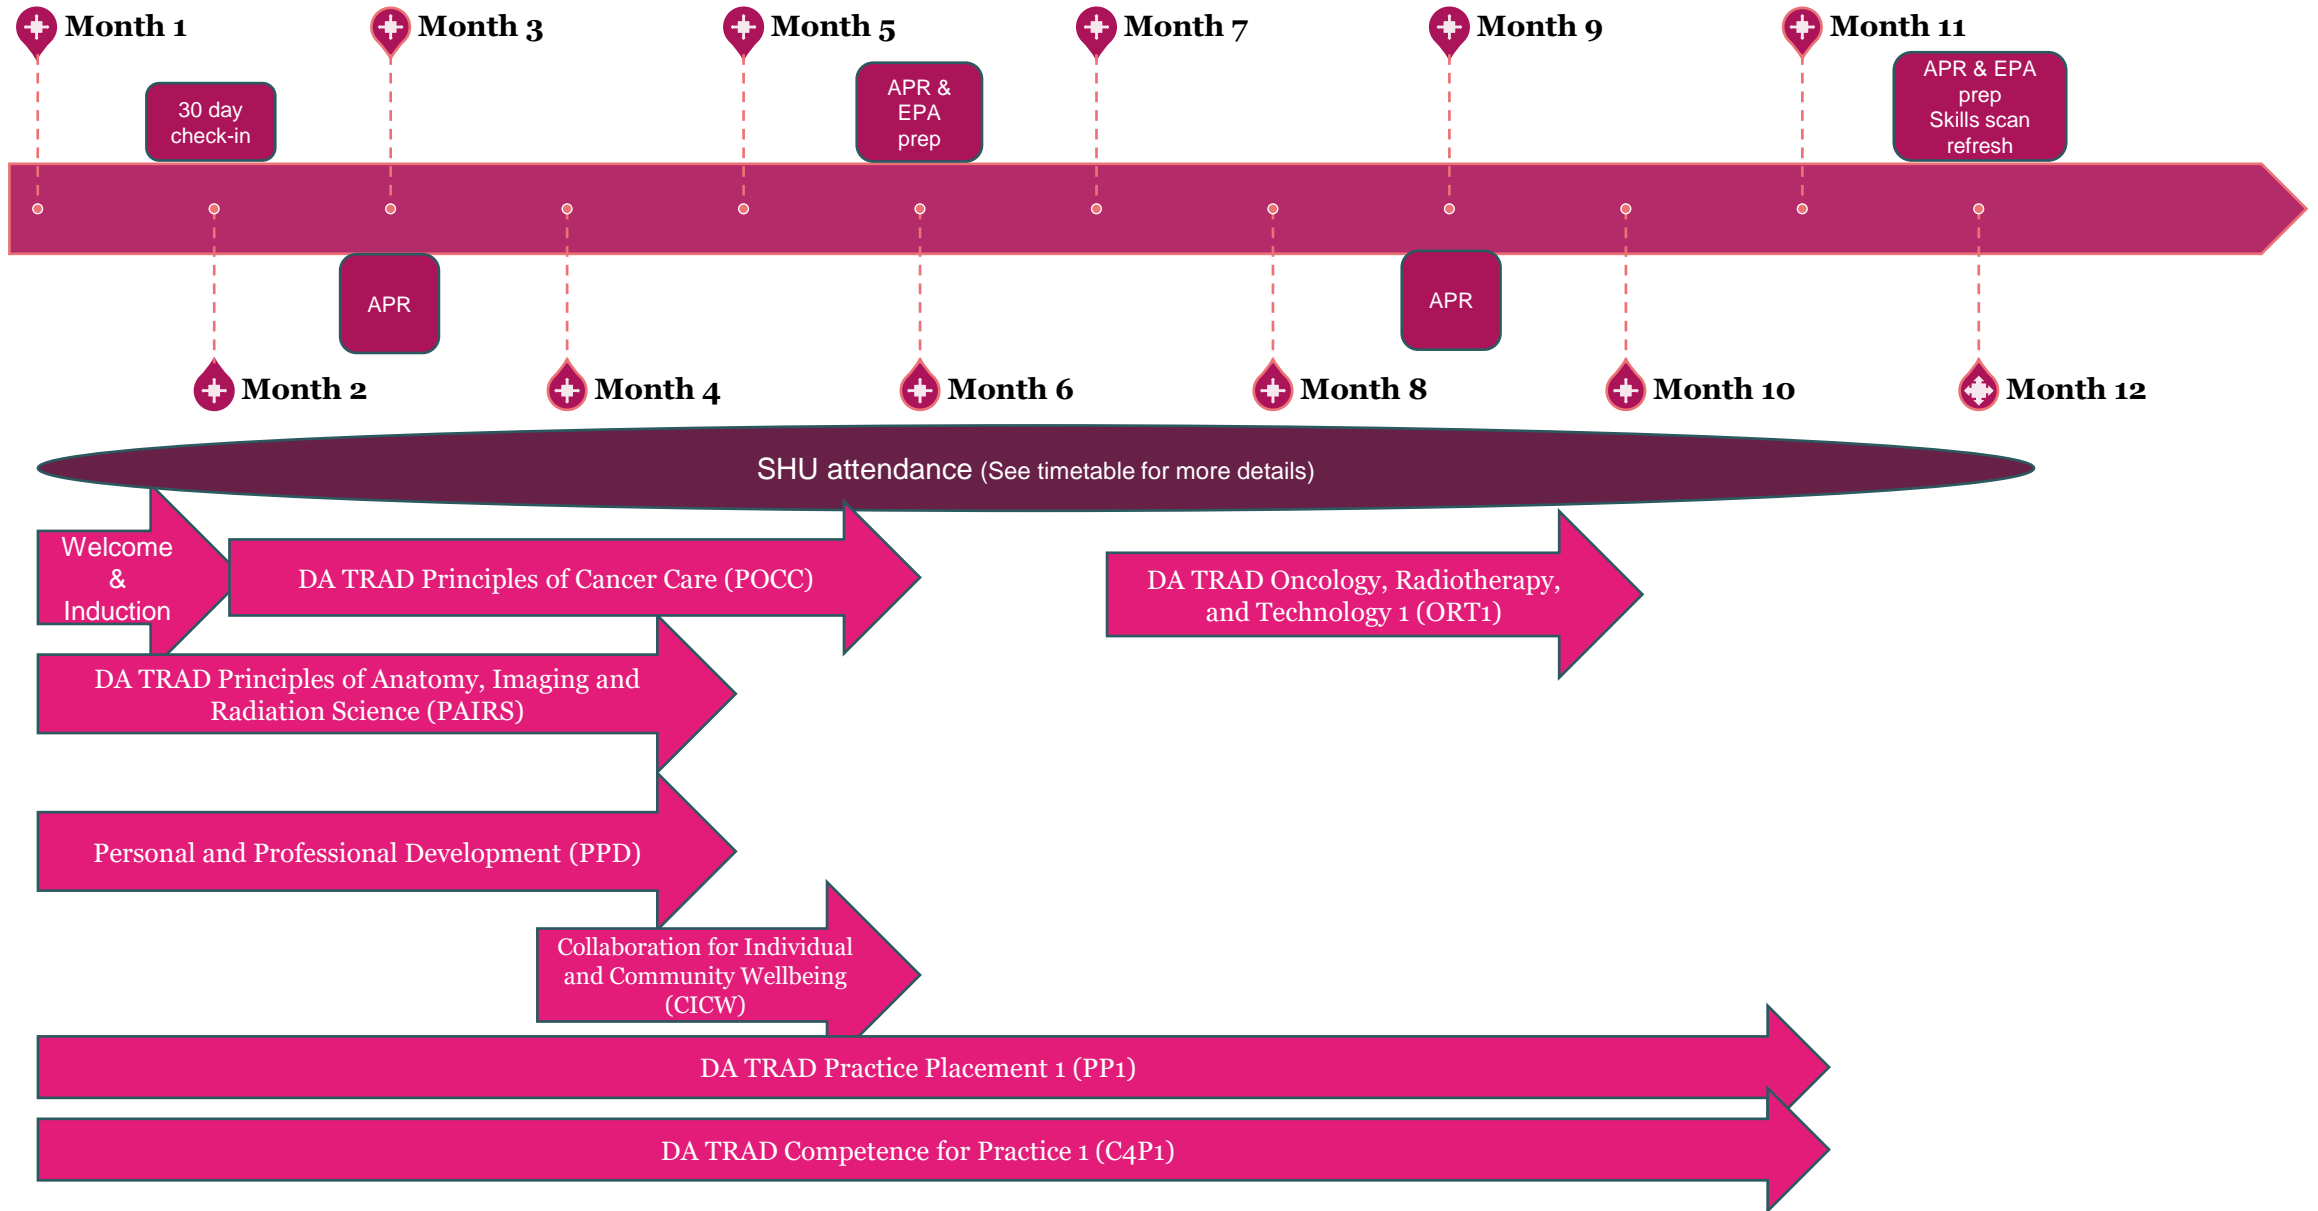 Month 1
Month 3
Month 5
Month 7
Month 9
Month 11
30 day
check-in
APR &
EPA
prep
APR & EPA
prep
Skills scan
refresh
APR
APR
Month 2
Month 4
Month 6
Month 8
Month 10
Month 12
SHU attendance (See timetable for more details)
Welcome
&
Induction
DA TRAD Principles of Cancer Care (POCC)
DA TRAD Oncology, Radiotherapy,
and Technology 1 (ORT1)
DA TRAD Principles of Anatomy, Imaging and
Radiation Science (PAIRS)
Personal and Professional Development (PPD)
Collaboration for Individual
and Community Wellbeing
(CICW)
DA TRAD Practice Placement 1 (PP1)
DA TRAD Competence for Practice 1 (C4P1)